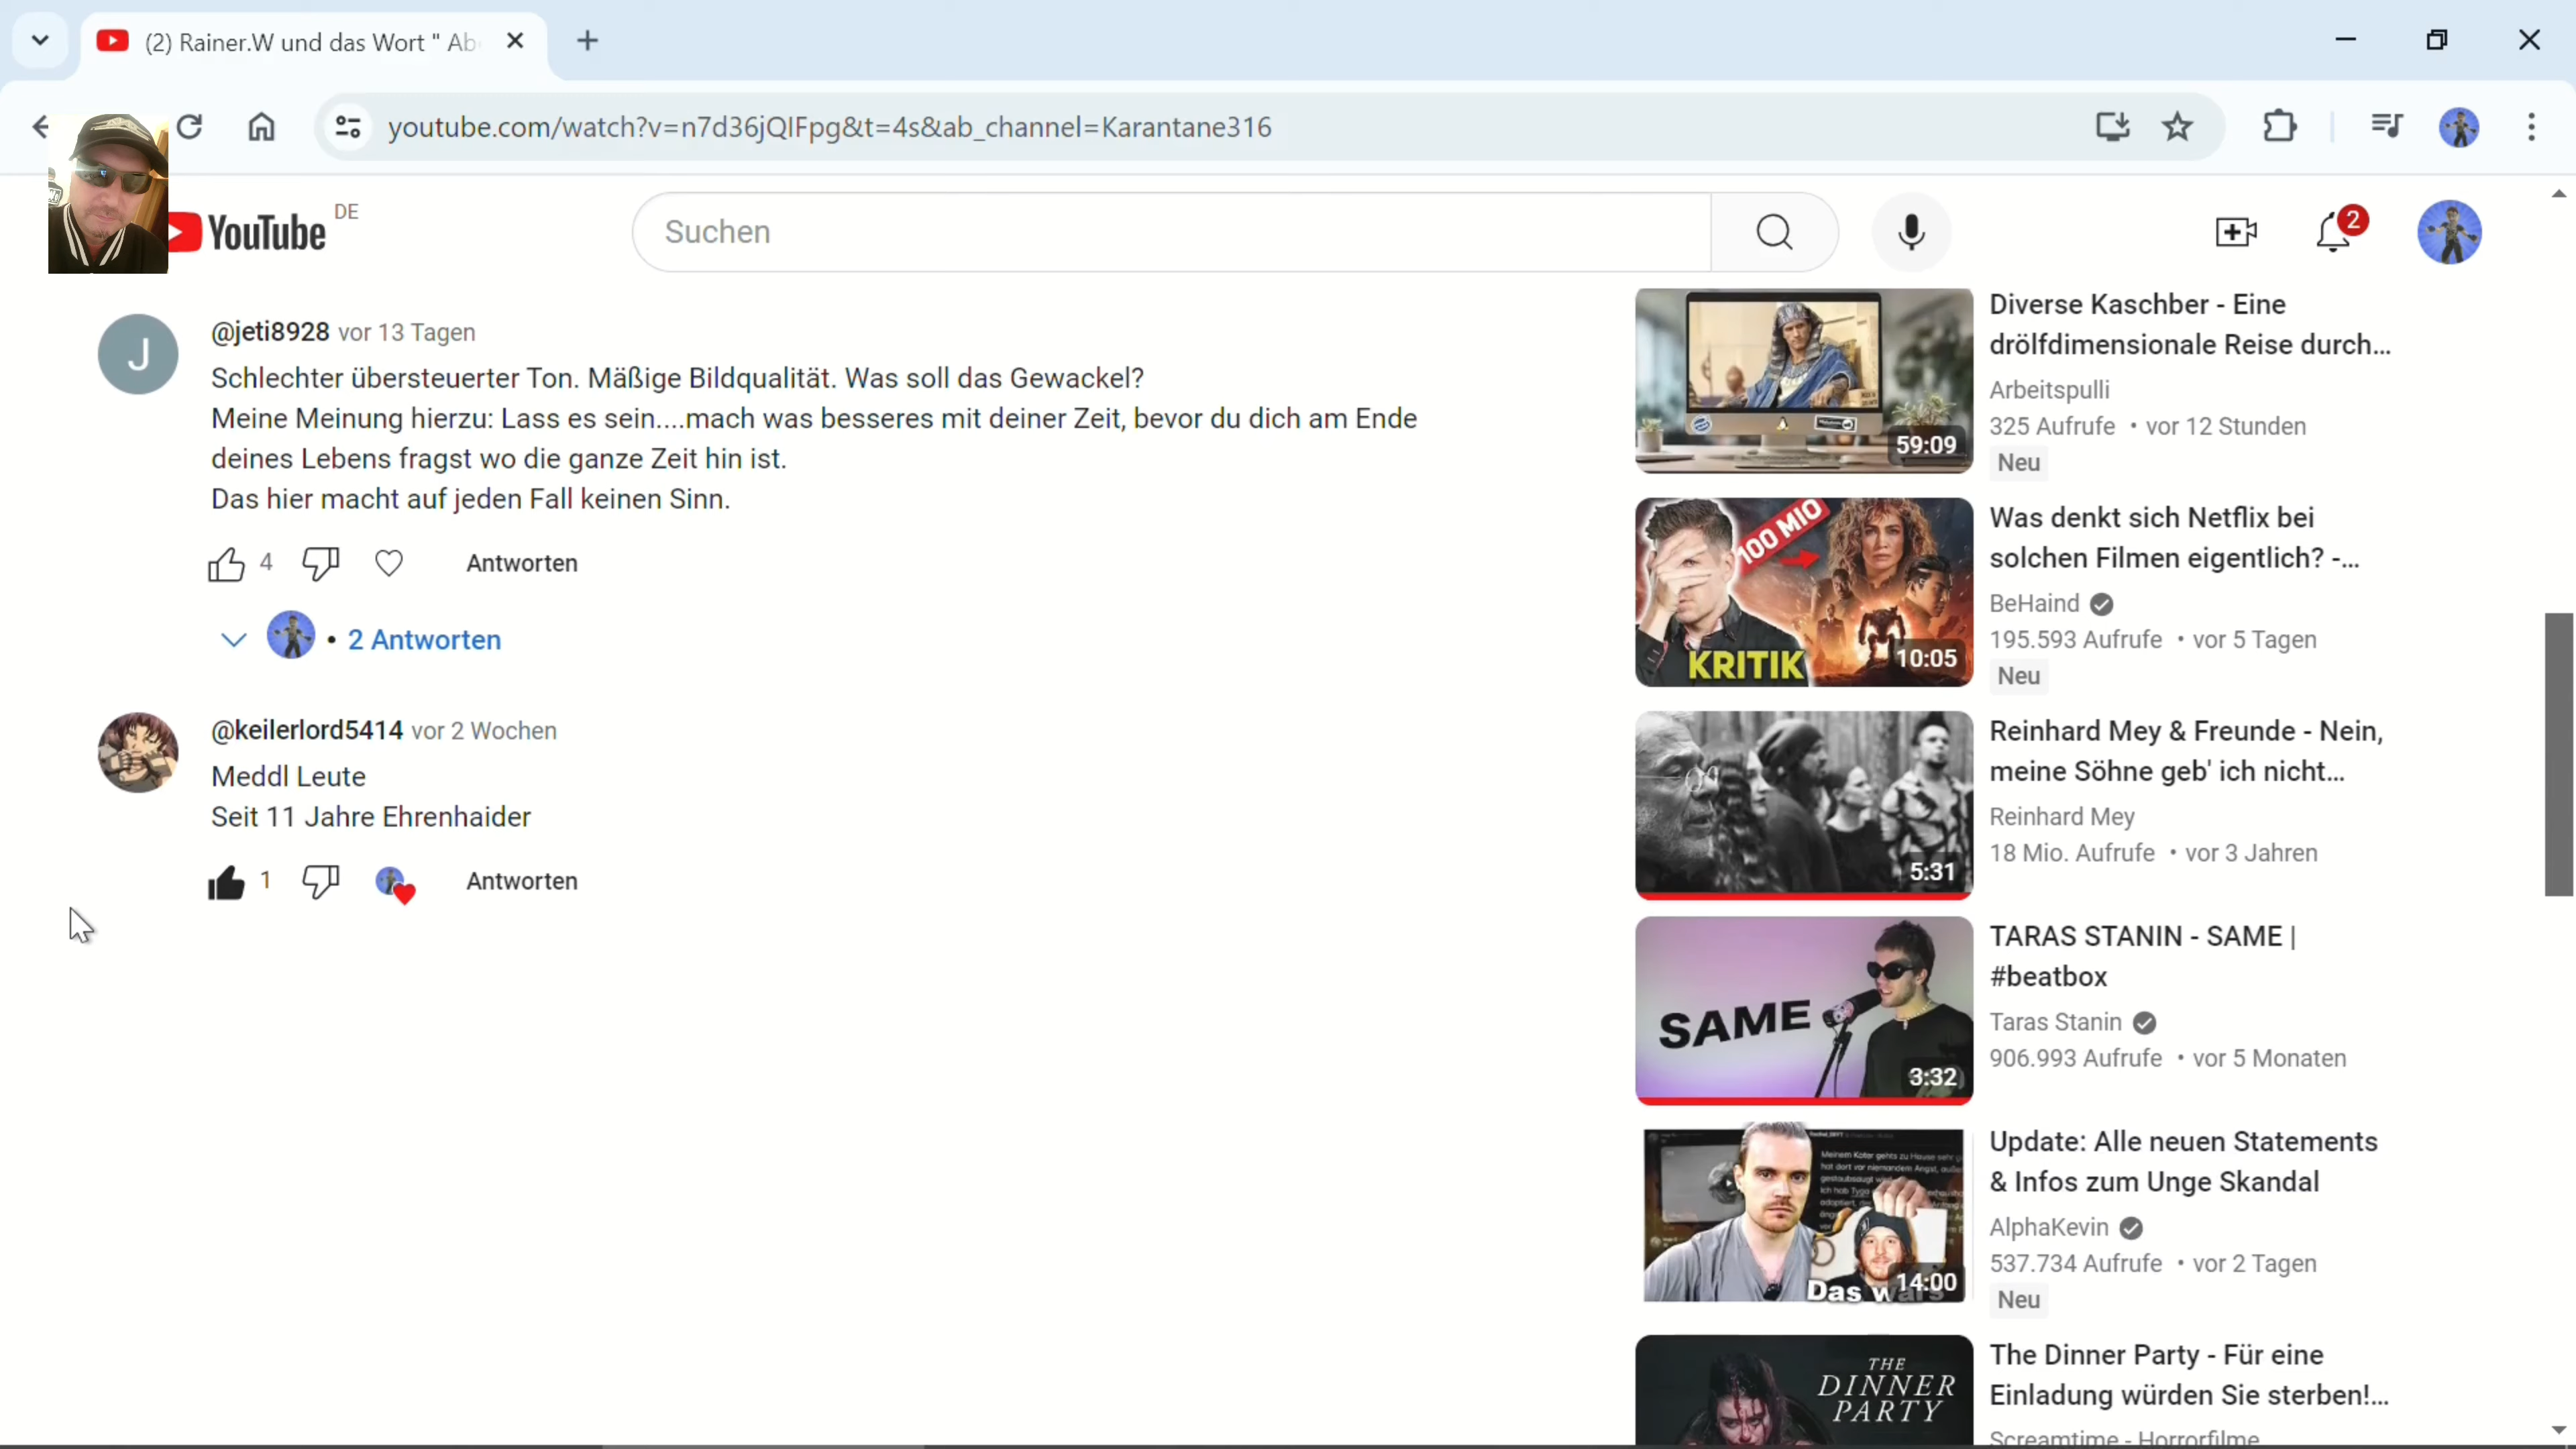 (2) Rainer.W und das Wort " Ab
youtube.com/watch?v=n7d36jQIFpg&t=4s&ab_channel=Karantane316
YouTube DE
Suchen
2
J
@jeti8928 vor 13 Tagen
Schlechter übersteuerter Ton. Mäßige Bildqualität. Was soll das Gewackel?
Meine Meinung hierzu: Lass es sein....mach was besseres mit deiner Zeit, bevor du dich am Ende
deines Lebens fragst wo die ganze Zeit hin ist.
Das hier macht auf jeden Fall keinen Sinn.
4 Antworten
• 2 Antworten
@keilerlord5414 vor 2 Wochen
Meddl Leute
Seit 11 Jahre Ehrenhaider
1 Antworten
59:09
Diverse Kaschber - Eine
drölfdimensionale Reise durch...
Arbeitspulli
325 Aufrufe • vor 12 Stunden
Neu
100 MIO
KRITIK
10:05
Was denkt sich Netflix bei
solchen Filmen eigentlich? -...
BeHaind
195.593 Aufrufe • vor 5 Tagen
Neu
5:31
Reinhard Mey & Freunde - Nein,
meine Söhne geb' ich nicht...
Reinhard Mey
18 Mio. Aufrufe • vor 3 Jahren
SAME
3:32
TARAS STANIN - SAME |
#beatbox
Taras Stanin
906.993 Aufrufe • vor 5 Monaten
Das wars
14:00
Update: Alle neuen Statements
& Infos zum Unge Skandal
AlphaKevin
537.734 Aufrufe • vor 2 Tagen
Neu
THE
DINNER
PARTY
The Dinner Party - Für eine
Einladung würden Sie sterben!...
Screamtime - Horrorfilme